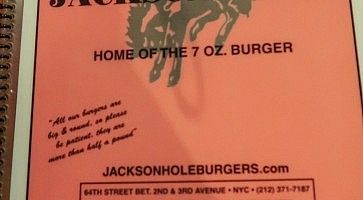 HOME OF THE 7 OZ. BURGER
"All our burgers are
big & round, so please
be patient, they are
more than half a pound"
JACKSONHOLEBURGERS.com
64TH STREET BET. 2ND & 3RD AVENUE • NYC • (212) 371-7187